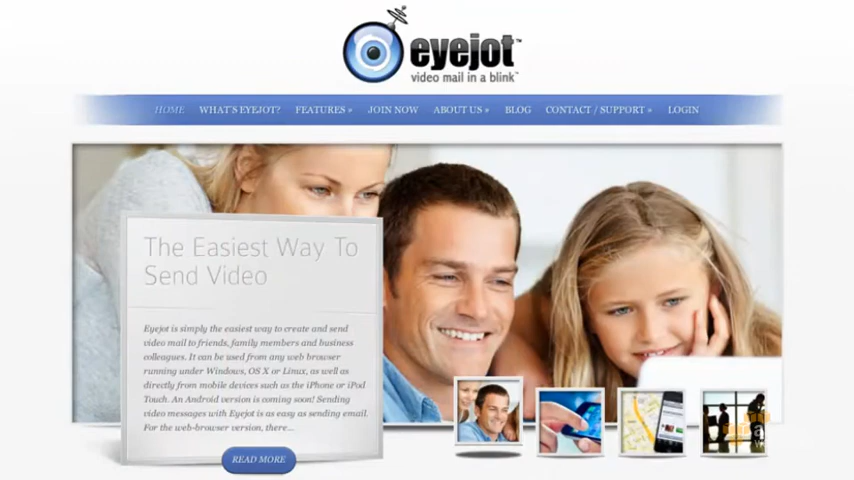 eyejot™
video mail in a blink™
HOME WHAT'S EYEJOT? FEATURES » JOIN NOW ABOUT US » BLOG CONTACT / SUPPORT » LOGIN
The Easiest Way To
Send Video
Eyejot is simply the easiest way to create and send
video mail to friends, family members and business
colleagues. It can be used from any web browser
running under Windows, OS X or Linux, as well as
directly from mobile devices such as the iPhone or iPod
Touch. An Android version is coming soon! Sending
video messages with Eyejot is as easy as sending email.
For the web-browser version, there...
READ MORE